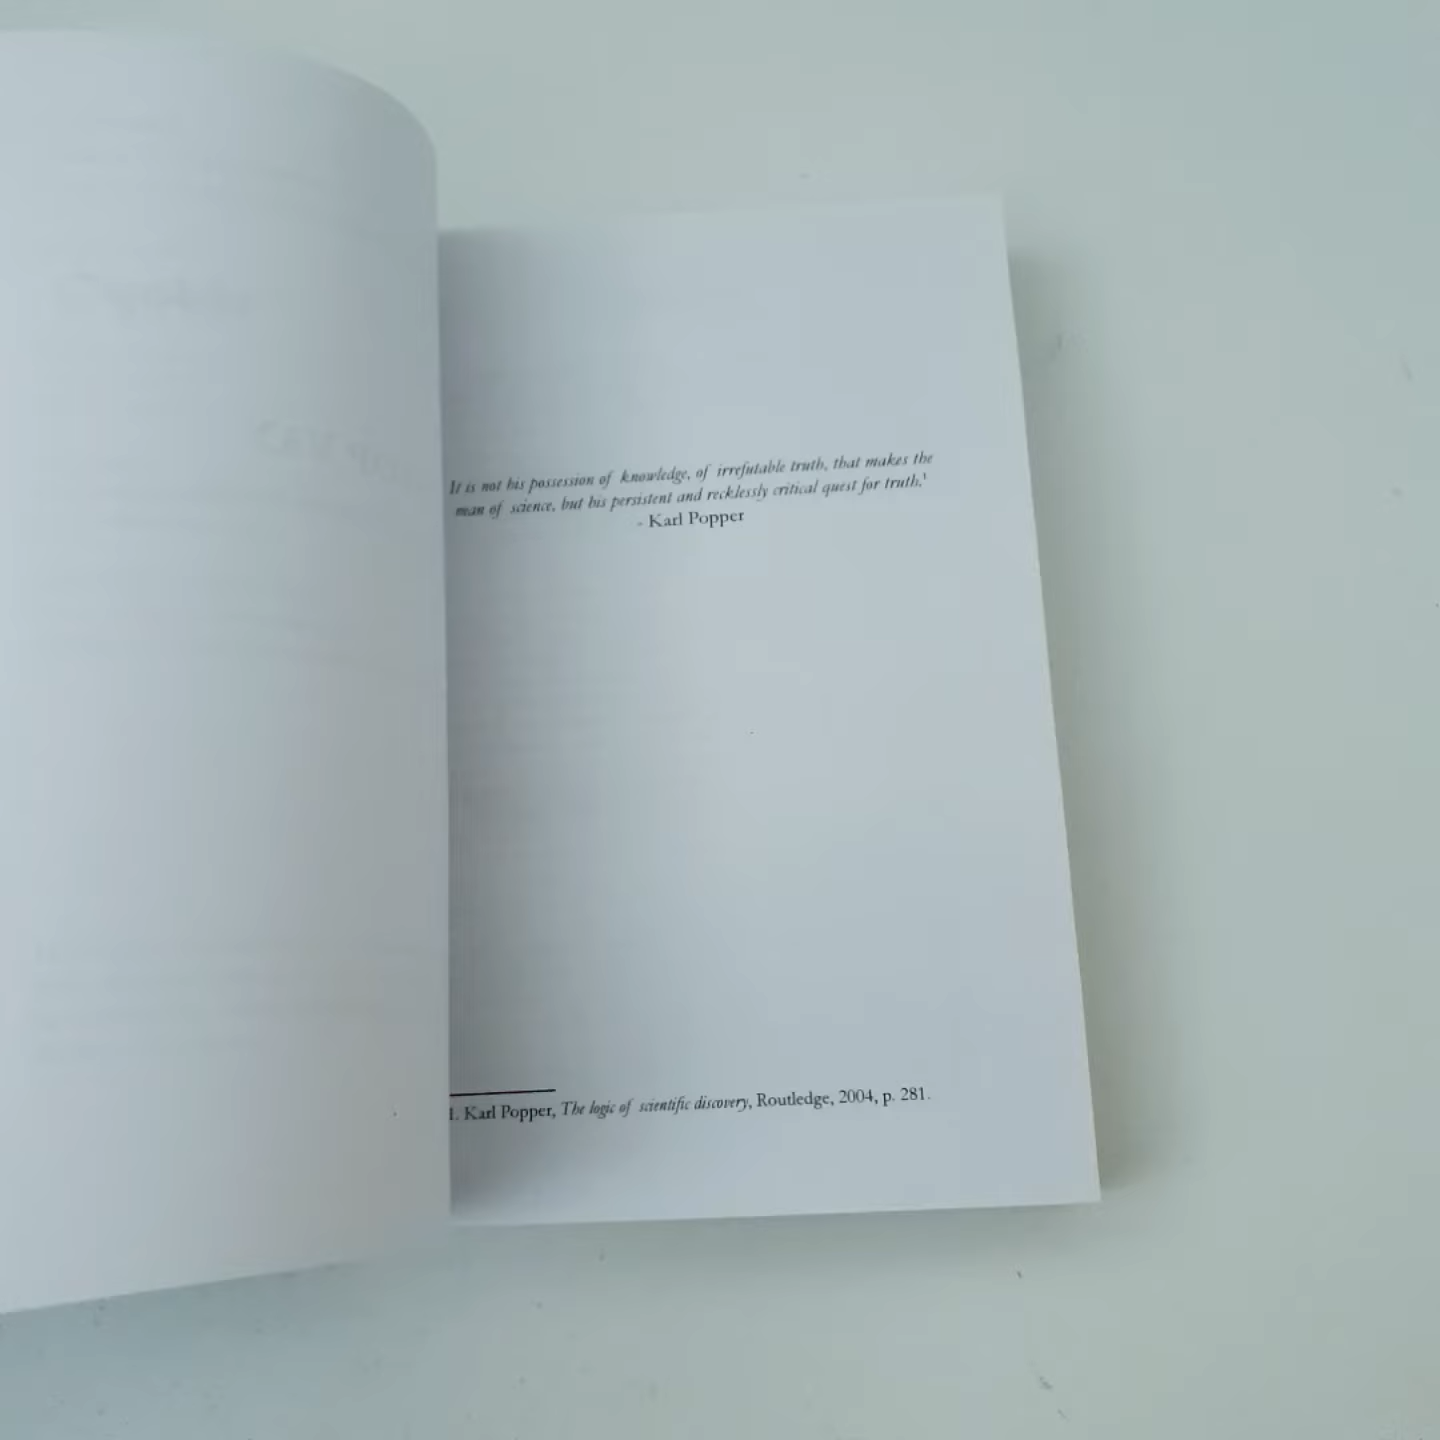 It is not his possession of knowledge, of irrefutable truth, that makes the
man of science, but his persistent and recklessly critical quest for truth.¹
- Karl Popper
1. Karl Popper, The logic of scientific discovery, Routledge, 2004, p. 281.